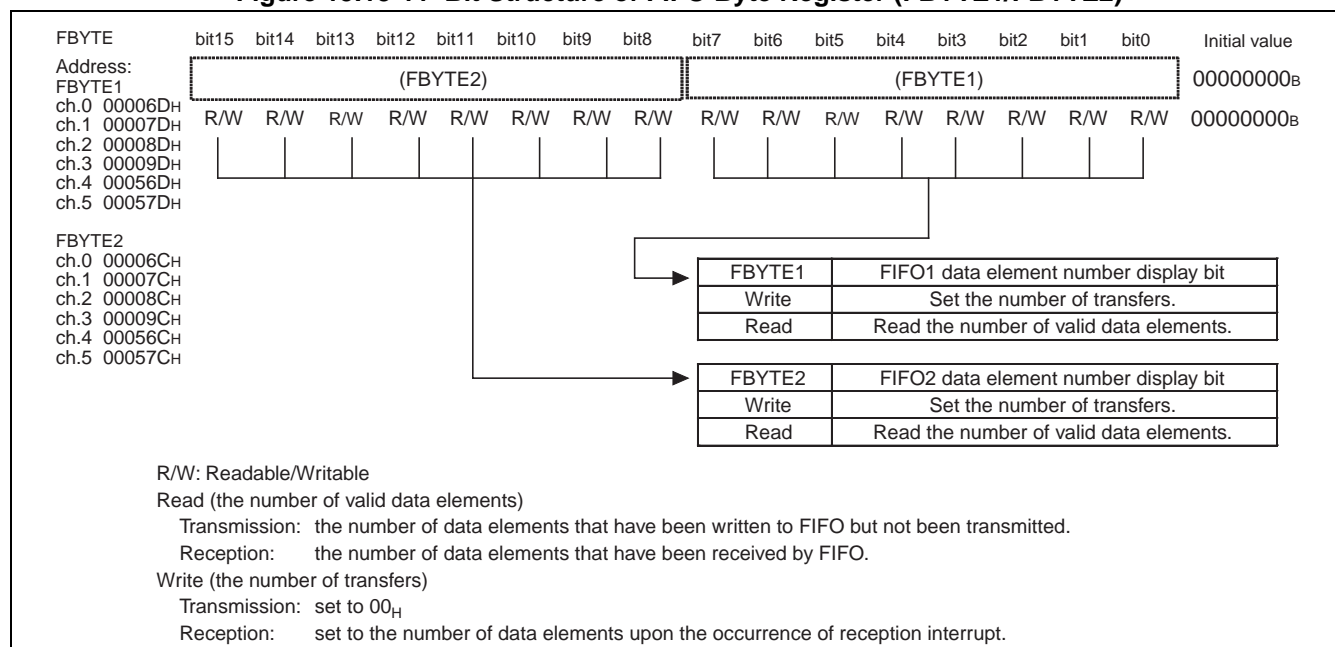 FBYTE bit15 bit14 bit13 bit12 bit11 bit10 bit9 bit8 bit7 bit6 bit5 bit4 bit3 bit2 bit1 bit0 Initial value
Address:
(FBYTE2) (FBYTE1) 00000000B
FBYTE1
ch.0 00006DH
R/W R/W R/W R/W R/W R/W R/W R/W R/W R/W R/W R/W R/W R/W R/W R/W 00000000B
ch.1 00007DH
ch.2 00008DH
ch.3 00009DH
ch.4 00056DH
ch.5 00057DH
FBYTE2
ch.0 00006CH
ch.1 00007CH
ch.2 00008CH
ch.3 00009CH
ch.4 00056CH
ch.5 00057CH
FBYTE1 FIFO1 data element number display bit
Write Set the number of transfers.
Read Read the number of valid data elements.
FBYTE2 FIFO2 data element number display bit
Write Set the number of transfers.
Read Read the number of valid data elements.
R/W: Readable/Writable
Read (the number of valid data elements)
Transmission: the number of data elements that have been written to FIFO but not been transmitted.
Reception: the number of data elements that have been received by FIFO.
Write (the number of transfers)
Transmission: set to 00H
Reception: set to the number of data elements upon the occurrence of reception interrupt.